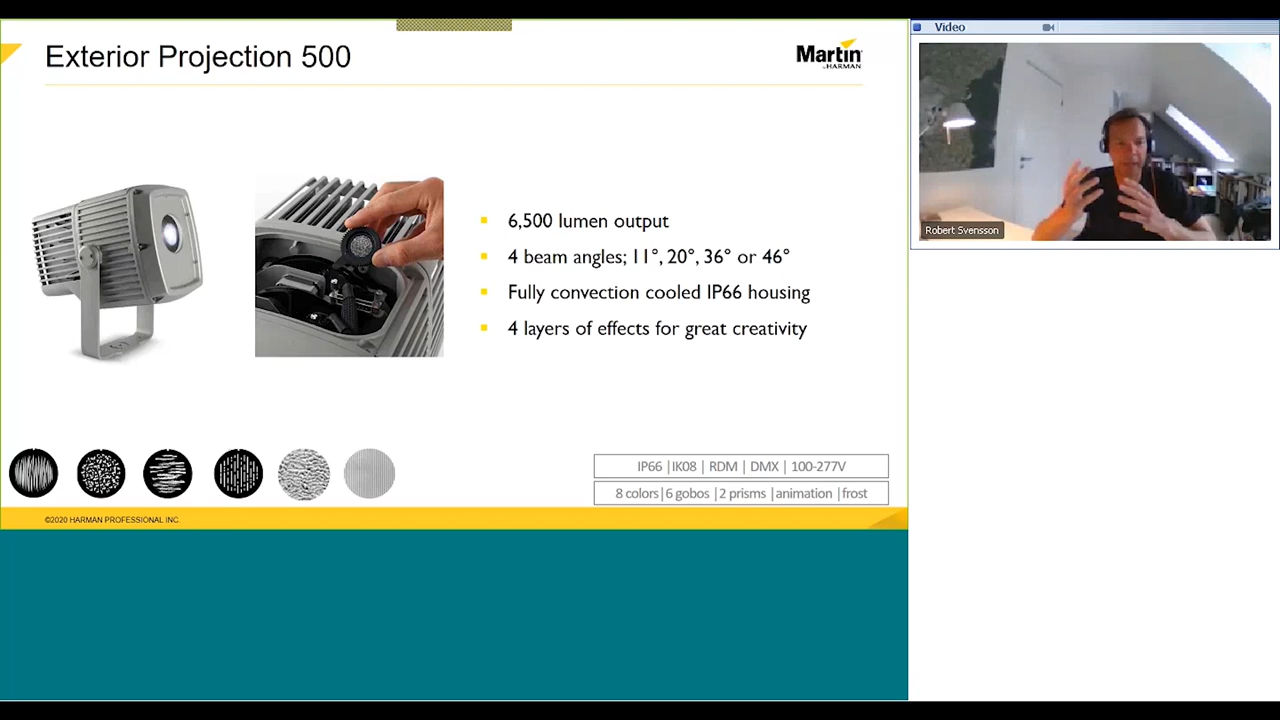 Exterior Projection 500
Martin
by HARMAN
6,500 lumen output
4 beam angles; 11°, 20°, 36° or 46°
Fully convection cooled IP66 housing
4 layers of effects for great creativity
IP66 |IK08 | RDM | DMX | 100-277V
8 colors|6 gobos |2 prisms |animation |frost
©2020 HARMAN PROFESSIONAL INC.
Video
Robert Svensson